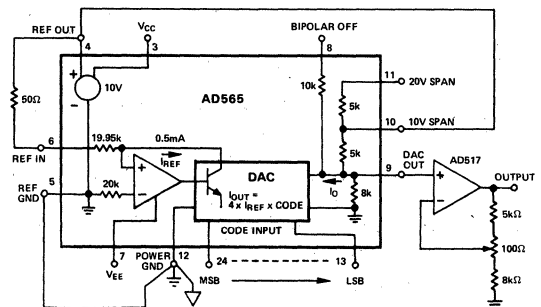 REF OUT
4
VCC
3
BIPOLAR OFF
8
+
10V
-
AD565
10k
5k
11
20V SPAN
10
10V SPAN
50Ω
6
19.95k
0.5mA
REF IN
IREF
+
-
DAC
5k
9
DAC OUT
AD517
+
-
OUTPUT
REF GND
5
20k
IOUT =
4 x IREF x CODE
IO
8k
5kΩ
100Ω
8kΩ
CODE INPUT
7
VEE
POWER GND
12
24
13
MSB
LSB